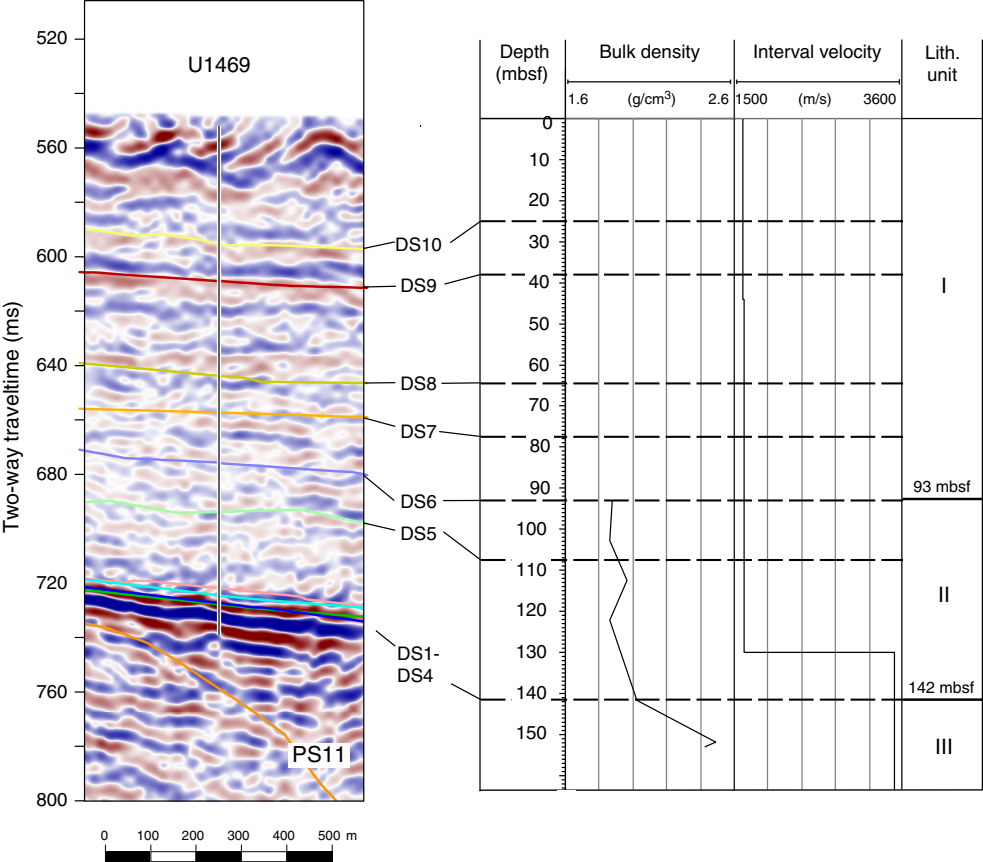 U1469
Two-way traveltime (ms)
520
560
600
640
680
720
760
800
DS10
DS9
DS8
DS7
DS6
DS5
DS1-
DS4
PS11
0 100 200 300 400 500 m
Depth
(mbsf)
Bulk density
1.6 (g/cm³) 2.6
Interval velocity
1500 (m/s) 3600
Lith.
unit
0
10
20
30
40
50
60
70
80
90
100
110
120
130
140
150
I
93 mbsf
II
142 mbsf
III